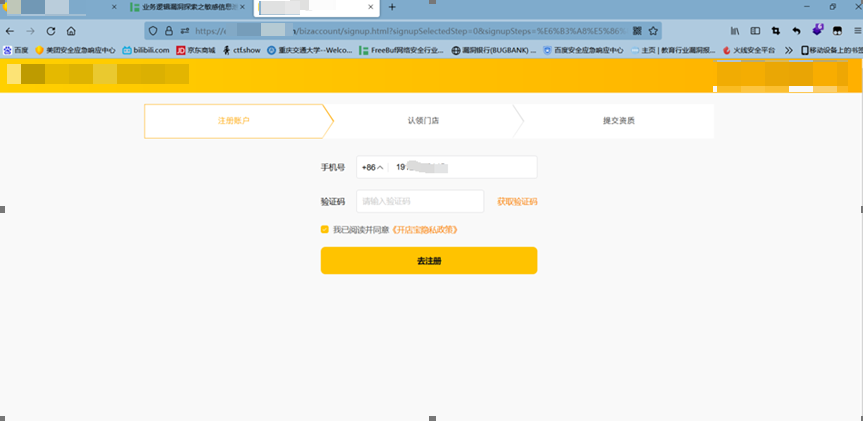 业务逻辑漏洞探索之敏感信息泄
https://
/bizaccount/signup.html?signupSelectedStep=0&signupSteps=%E6%B3%A8%E5%86%
百度 美团安全应急响应中心 bilibili.com 京东商城 ctf.show 重庆交通大学--Welco... FreeBuf网络安全行业... 漏洞银行(BUGBANK) ... 百度安全应急响应中心 主页 | 教育行业漏洞报... 火线安全平台 移动设备上的书签
注册账户 认领门店 提交资质
手机号 +86 19
验证码 请输入验证码 获取验证码
我已阅读并同意《开店宝隐私政策》
去注册